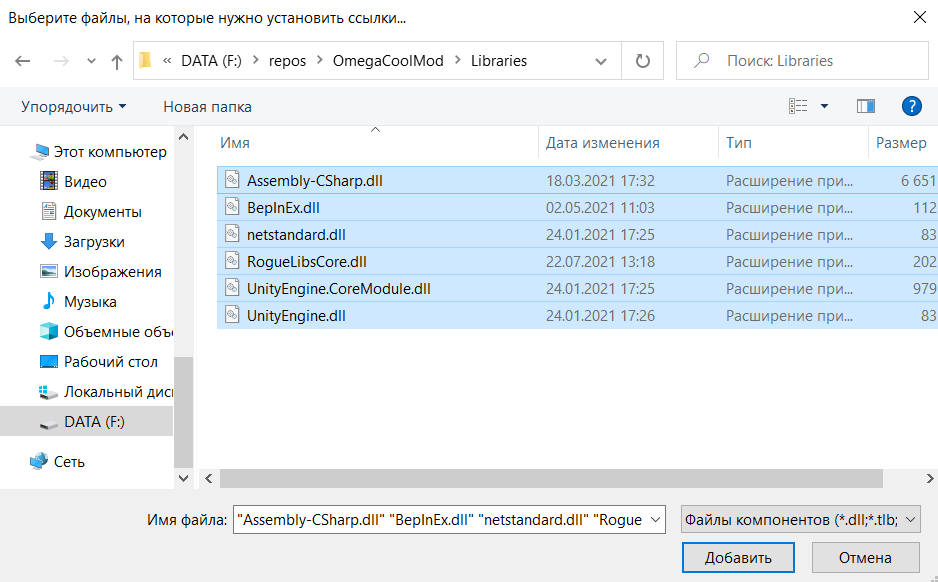 Выберите файлы, на которые нужно установить ссылки...
« DATA (F:) > repos > OmegaCoolMod > Libraries
Поиск: Libraries
Упорядочить
Новая папка
?
Этот компьютер
Видео
Документы
Загрузки
Изображения
Музыка
Объемные объ
Рабочий стол
Локальный дис
DATA (F:)
Сеть
Имя Дата изменения Тип Размер
Assembly-CSharp.dll 18.03.2021 17:32 Расширение при... 6 651
BepInEx.dll 02.05.2021 11:03 Расширение при... 112
netstandard.dll 24.01.2021 17:25 Расширение при... 83
RogueLibsCore.dll 22.07.2021 13:18 Расширение при... 202
UnityEngine.CoreModule.dll 24.01.2021 17:25 Расширение при... 979
UnityEngine.dll 24.01.2021 17:26 Расширение при... 83
Имя файла: "Assembly-CSharp.dll" "BepInEx.dll" "netstandard.dll" "Rogue
Файлы компонентов (*.dll;*.tlb;
Добавить
Отмена